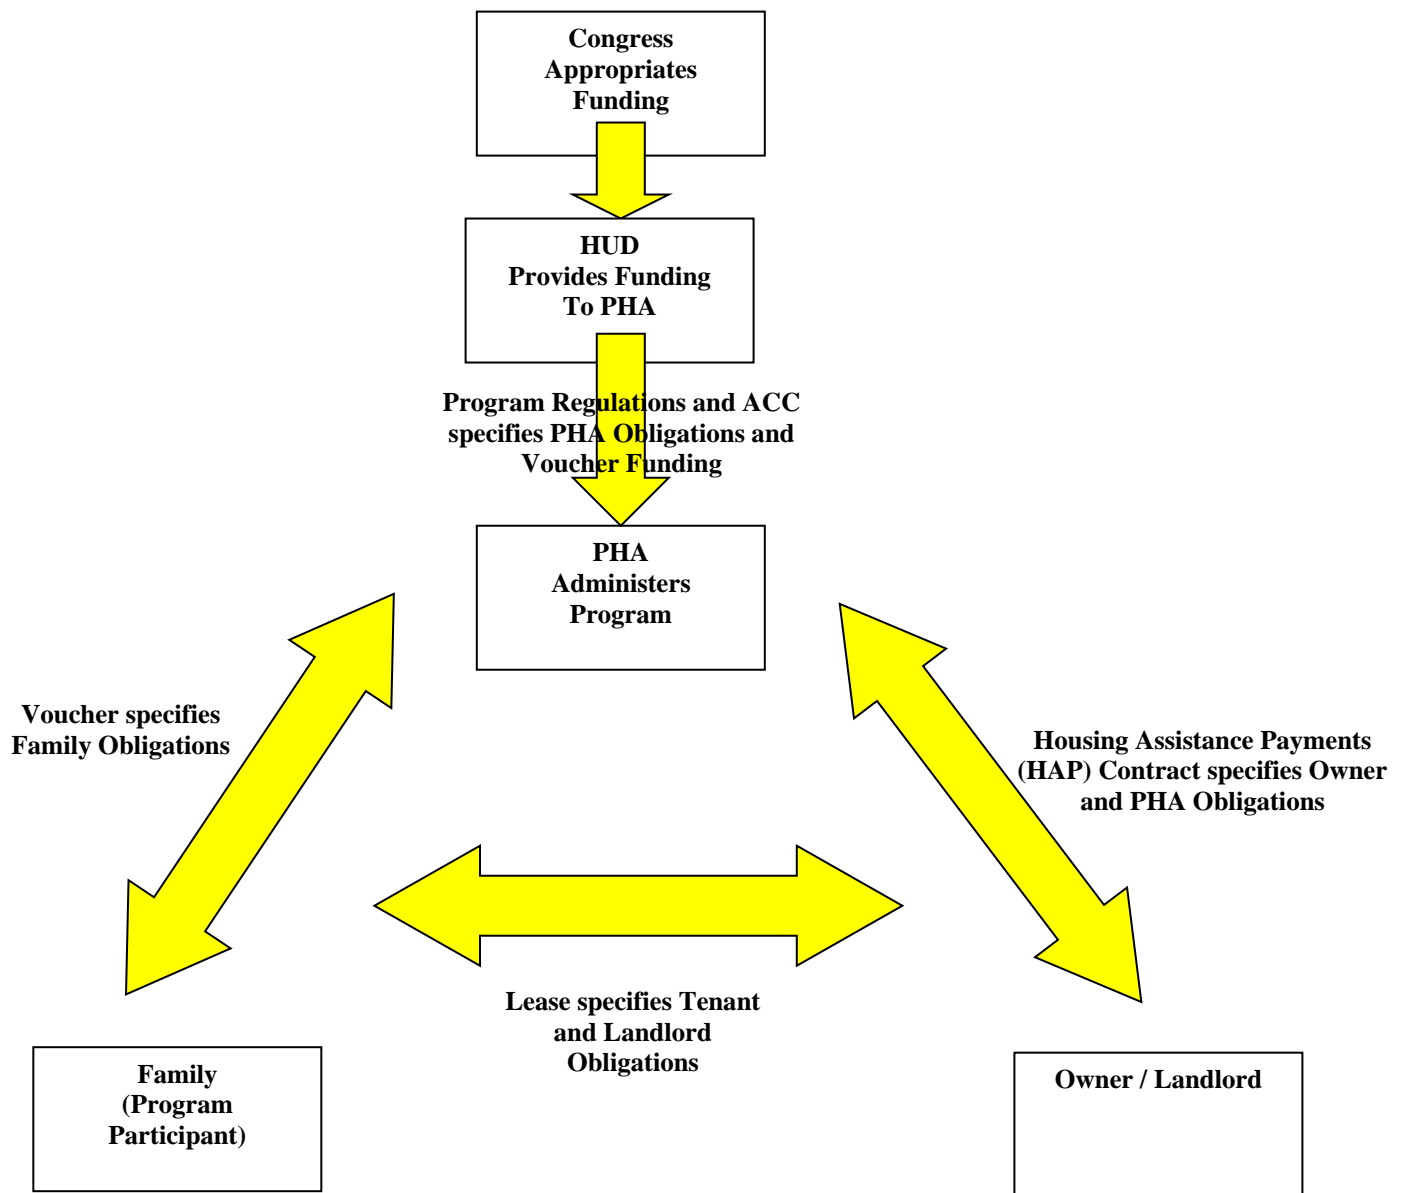 Congress
Appropriates
Funding
HUD
Provides Funding
To PHA
Program Regulations and ACC
specifies PHA Obligations and
Voucher Funding
PHA
Administers
Program
Voucher specifies
Family Obligations
Housing Assistance Payments
(HAP) Contract specifies Owner
and PHA Obligations
Lease specifies Tenant
and Landlord
Obligations
Family
(Program
Participant)
Owner / Landlord